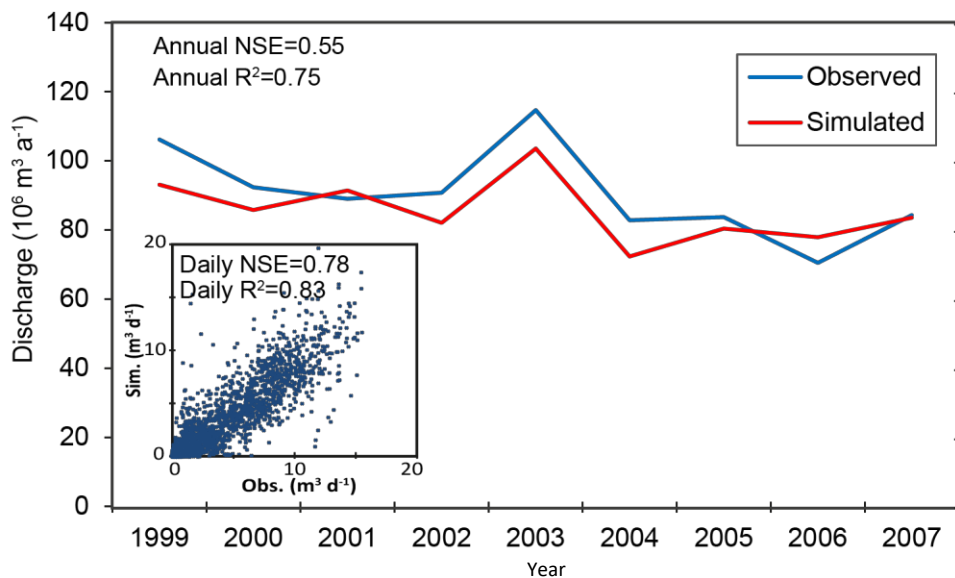 140
120
100
80
60
40
20
0
Discharge (10⁶ m³ a⁻¹)
Annual NSE=0.55
Annual R²=0.75
Observed
Simulated
20
10
0
Sim. (m³ d⁻¹)
Daily NSE=0.78
Daily R²=0.83
0 10 20
Obs. (m³ d⁻¹)
1999 2000 2001 2002 2003 2004 2005 2006 2007
Year